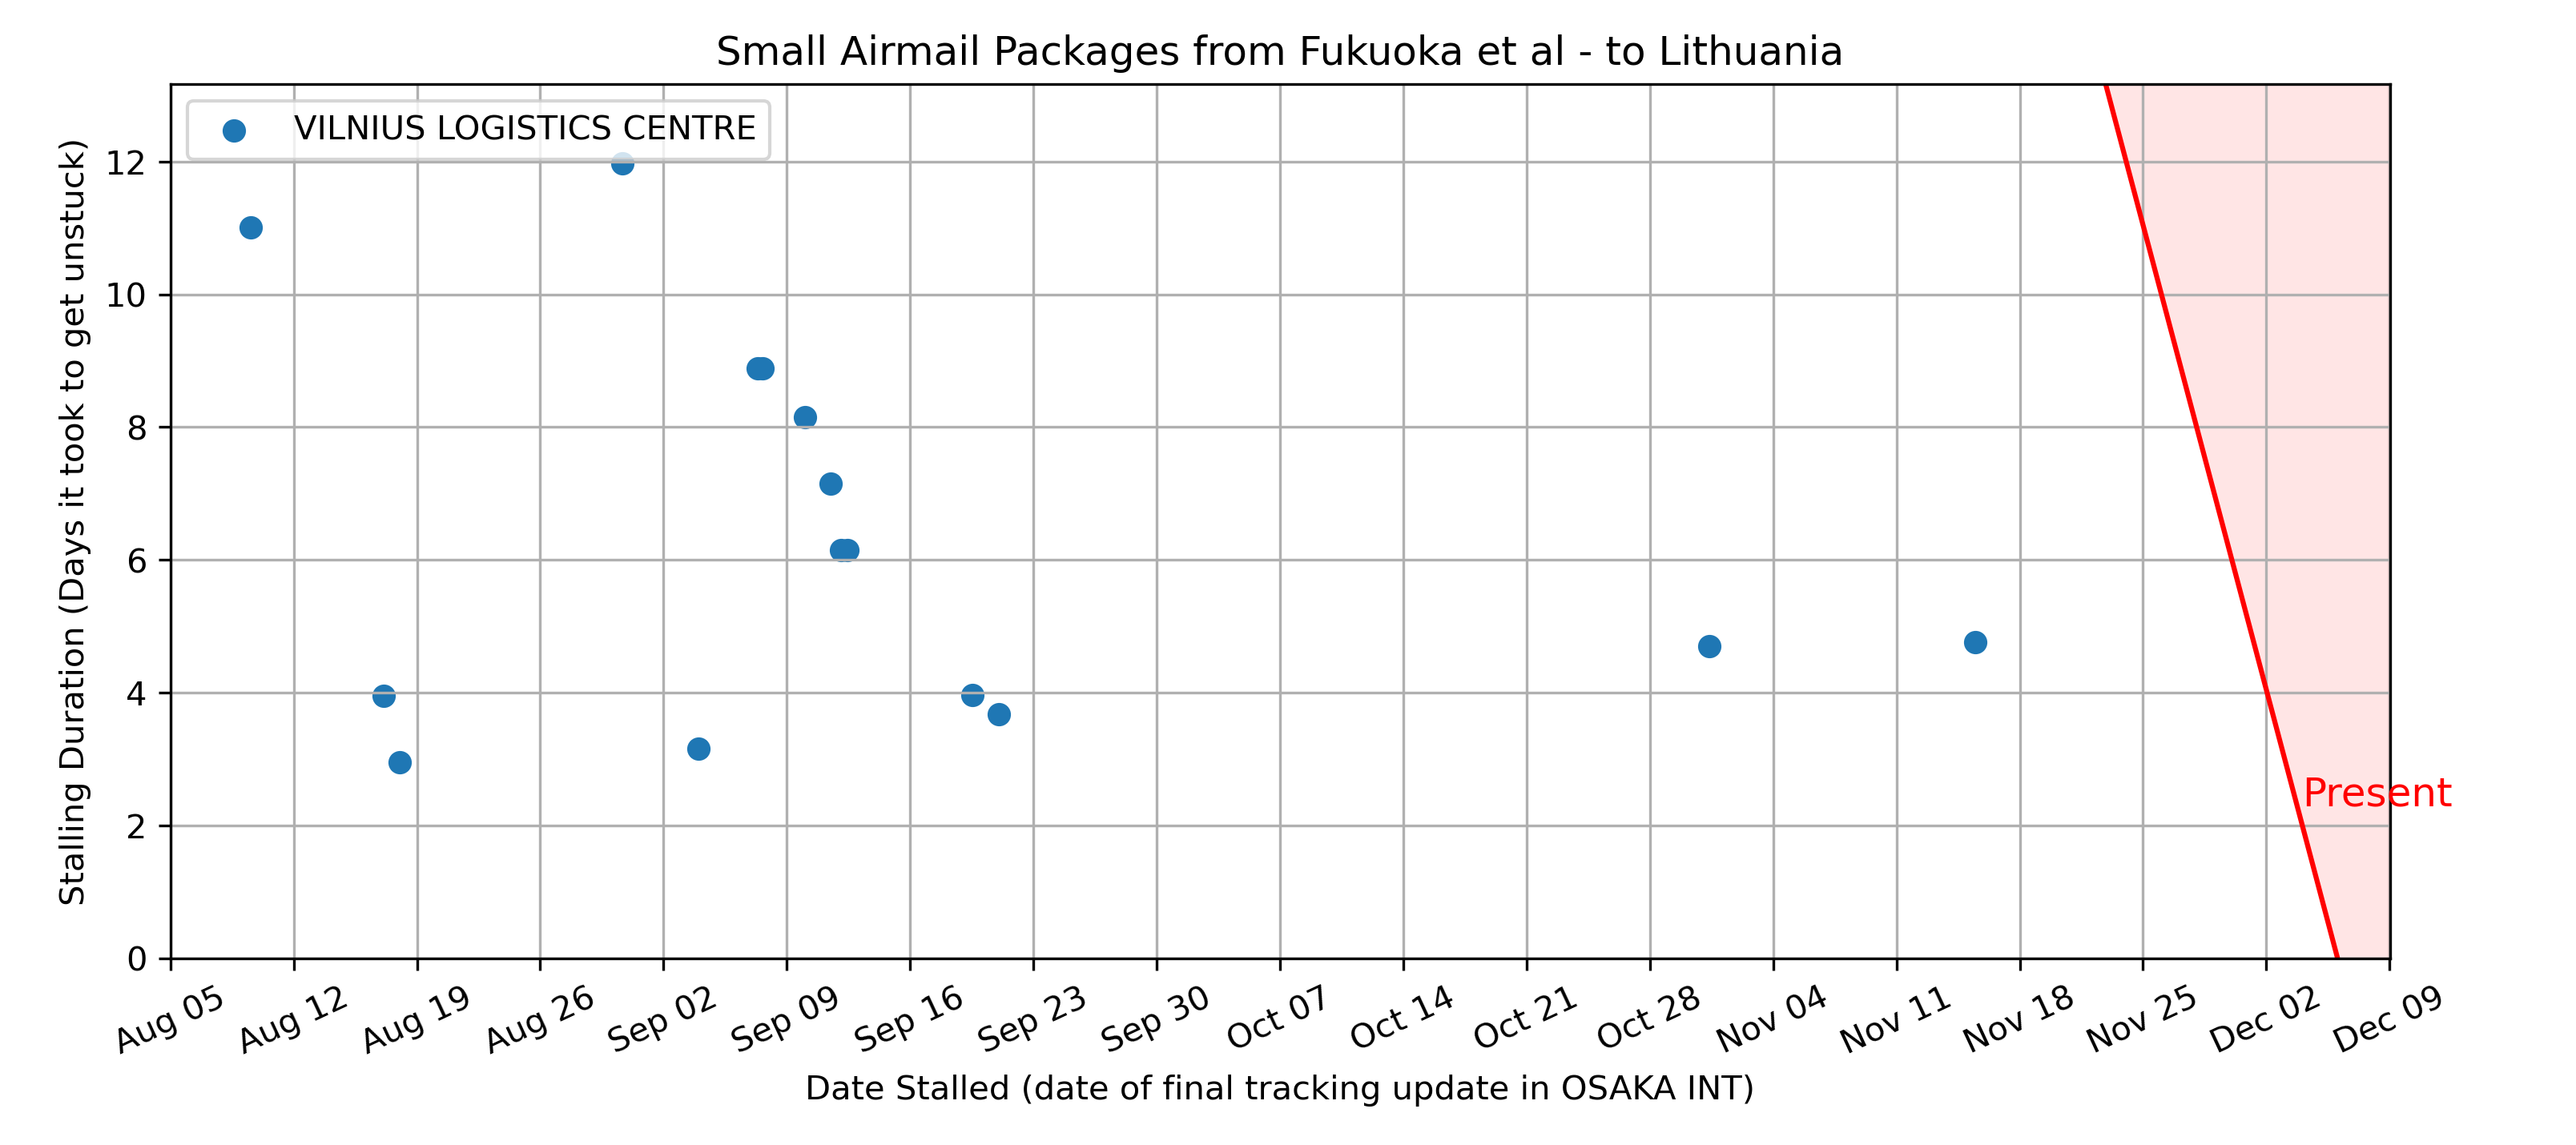 Small Airmail Packages from Fukuoka et al - to Lithuania
VILNIUS LOGISTICS CENTRE
Stalling Duration (Days it took to get unstuck)
12
10
8
6
4
2
0
Present
Aug 05
Aug 12
Aug 19
Aug 26
Sep 02
Sep 09
Sep 16
Sep 23
Sep 30
Oct 07
Oct 14
Oct 21
Oct 28
Nov 04
Nov 11
Nov 18
Nov 25
Dec 02
Dec 09
Date Stalled (date of final tracking update in OSAKA INT)